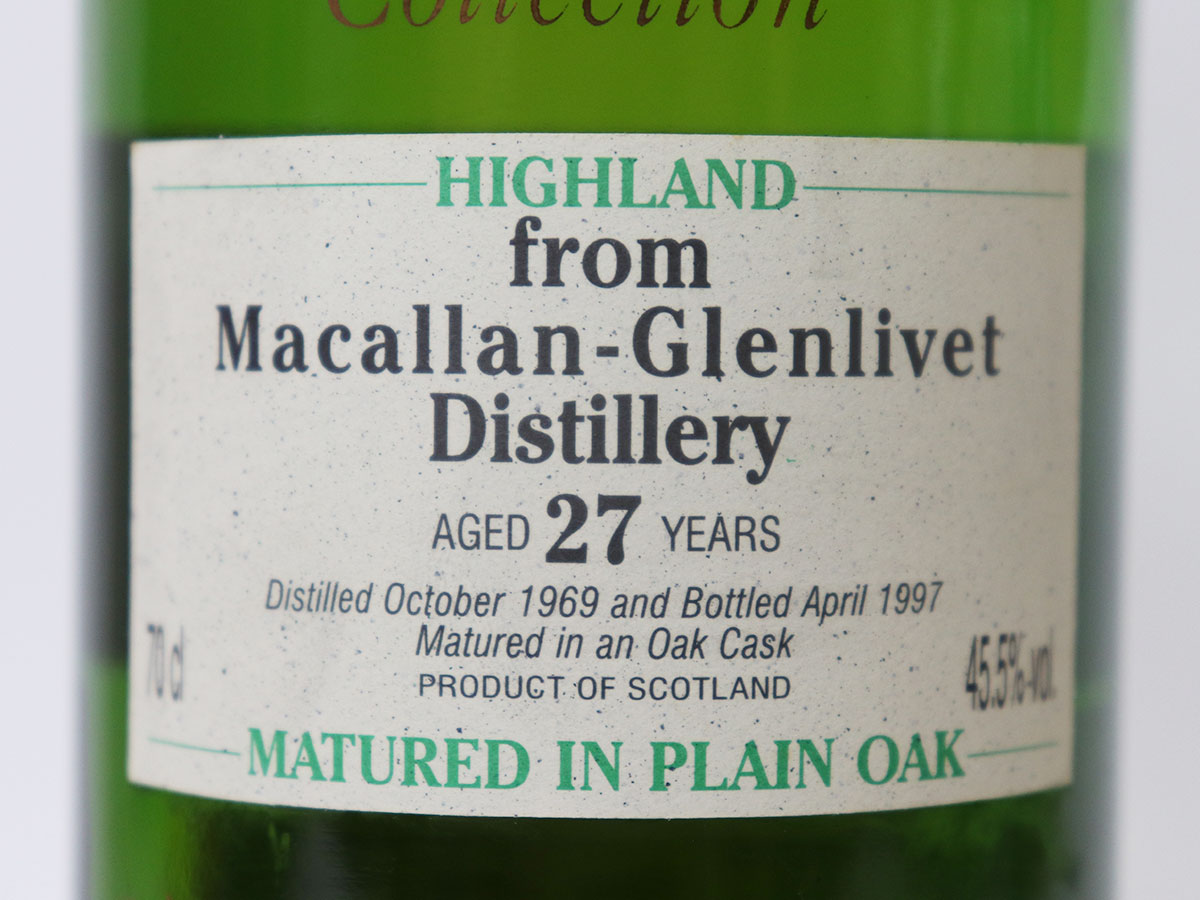 Collection
HIGHLAND
from
Macallan-Glenlivet
Distillery
AGED 27 YEARS
Distilled October 1969 and Bottled April 1997
Matured in an Oak Cask
70 cl
45.5%-vol.
PRODUCT OF SCOTLAND
MATURED IN PLAIN OAK